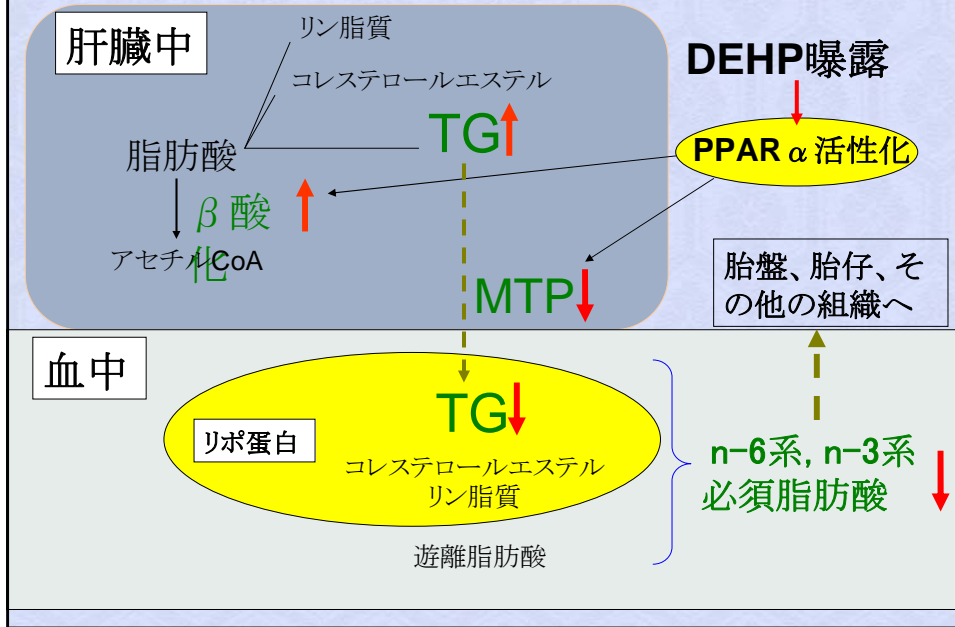 肝臓中
リン脂質
コレステロールエステル
TG
脂肪酸
β酸
化
アセチルCoA
MTP
DEHP曝露
PPARα活性化
胎盤、胎仔、そ
の他の組織へ
血中
リポ蛋白
TG
コレステロールエステル
リン脂質
遊離脂肪酸
n-6系, n-3系
必須脂肪酸